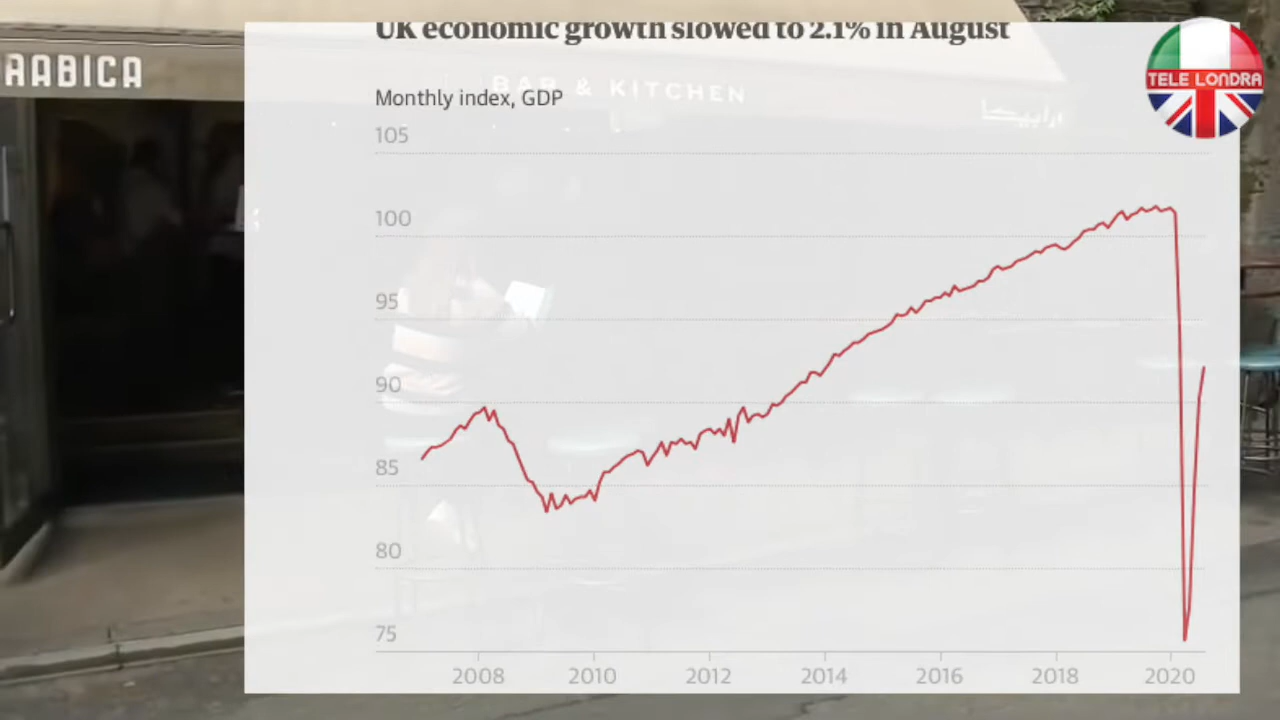 UK economic growth slowed to 2.1% in August
AABICA
BAR & KITCHEN
TELE LONDRA
Monthly index, GDP
105
100
95
90
85
80
75
2008 2010 2012 2014 2016 2018 2020